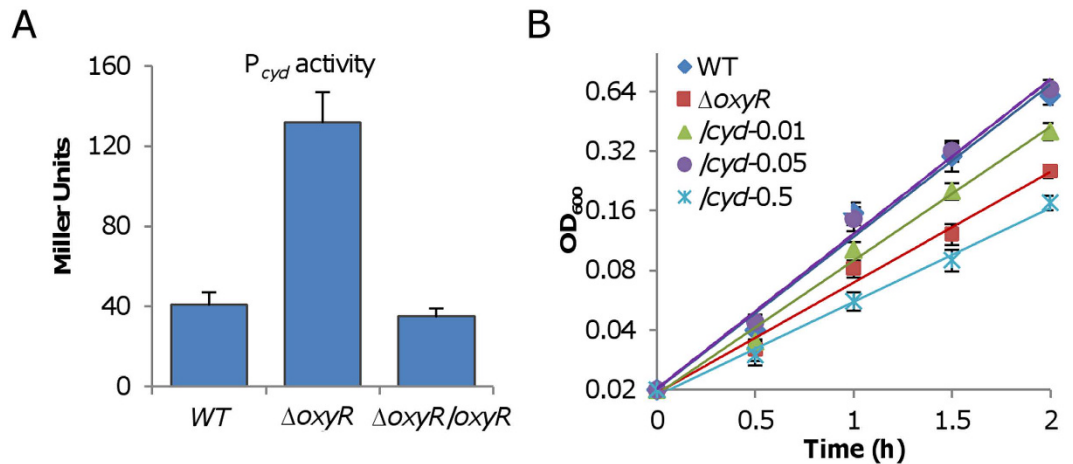 A
P cyd activity
Miller Units
160
120
80
40
0
WT
ΔoxyR
ΔoxyR/oxyR
B
WT
ΔoxyR
/cyd-0.01
/cyd-0.05
/cyd-0.5
OD600
0.64
0.32
0.16
0.08
0.04
0.02
0
0.5
1
1.5
2
Time (h)